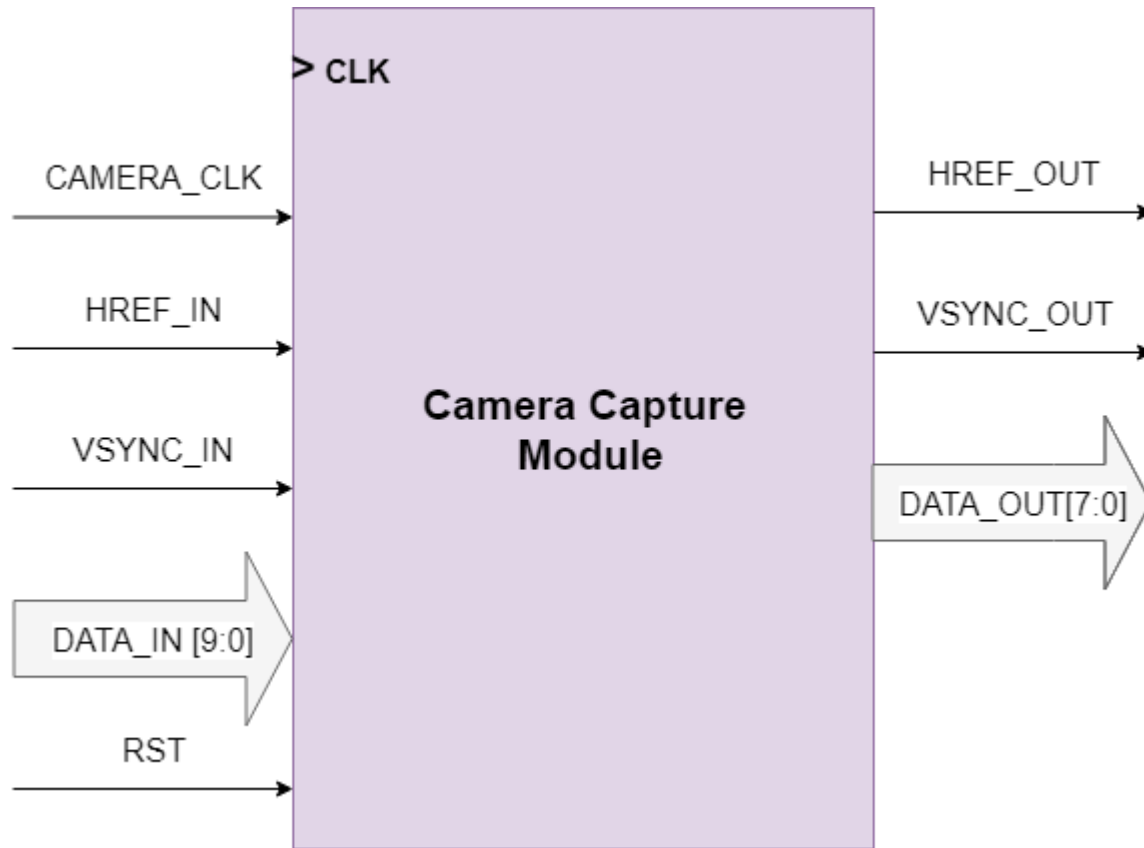 > CLK
CAMERA_CLK
HREF_IN
VSYNC_IN
DATA_IN [9:0]
RST
Camera Capture
Module
HREF_OUT
VSYNC_OUT
DATA_OUT[7:0]